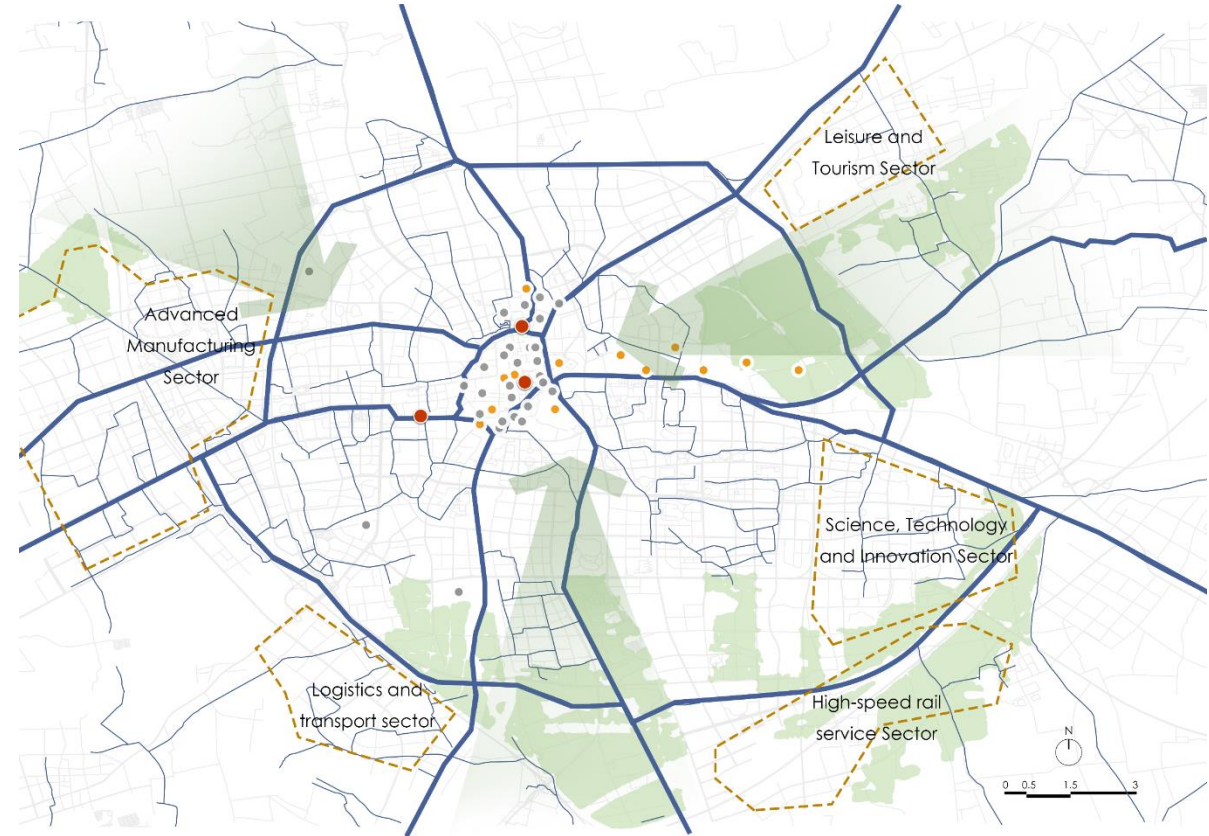 Leisure and
Tourism Sector
Advanced
Manufacturing
Sector
Science, Technology
and Innovation Sector
Logistics and
transport sector
High-speed rail
service Sector
N
0 0.5 1.5 3